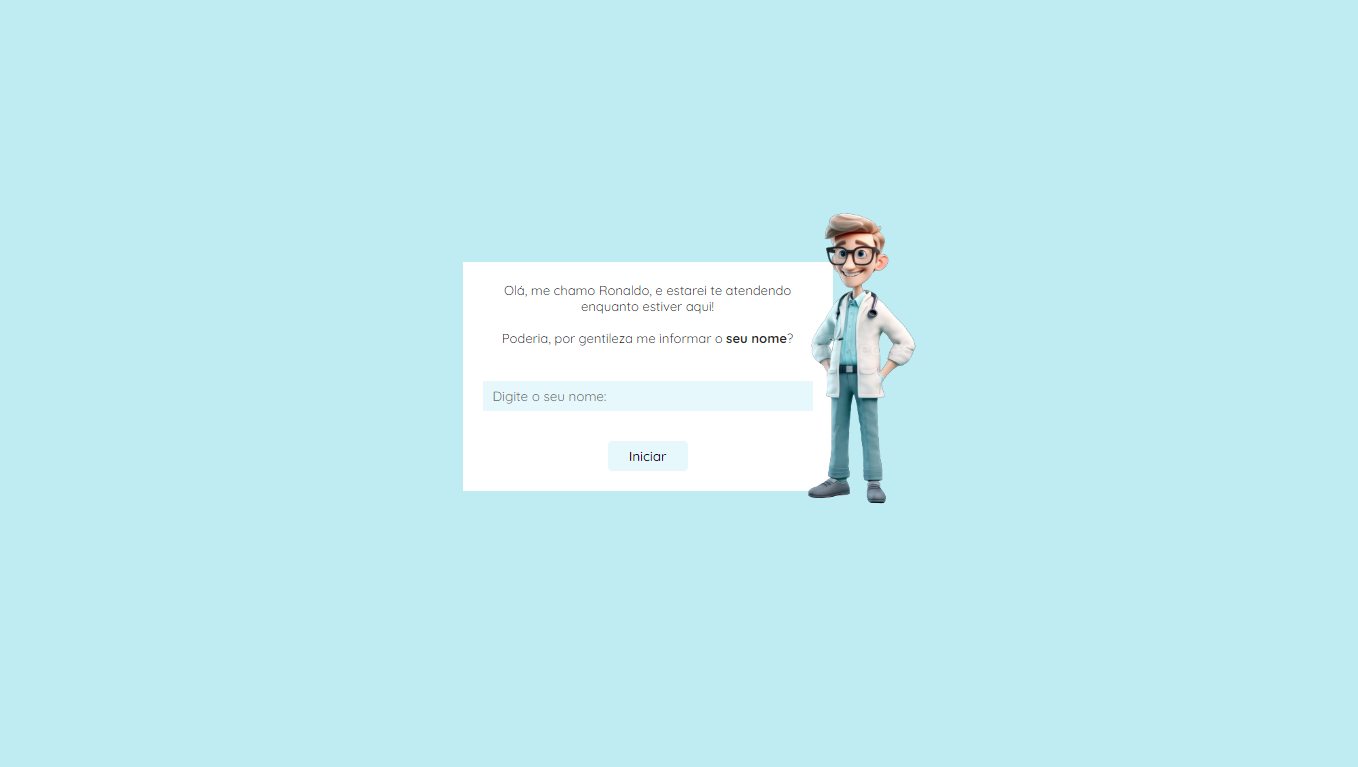 Olá, me chamo Ronaldo, e estarei te atendendo
enquanto estiver aqui!
Poderia, por gentileza me informar o seu nome?
Digite o seu nome:
Iniciar